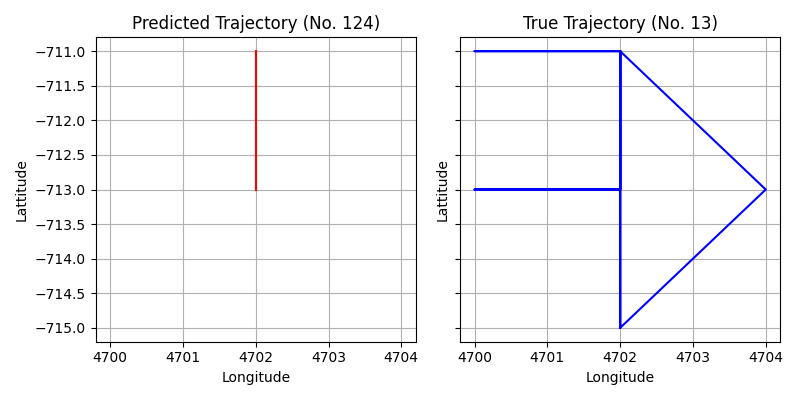 Predicted Trajectory (No. 124)
True Trajectory (No. 13)
Lattitude
−711.0
−711.5
−712.0
−712.5
−713.0
−713.5
−714.0
−714.5
−715.0
Lattitude
4700 4701 4702 4703 4704
4700 4701 4702 4703 4704
Longitude
Longitude